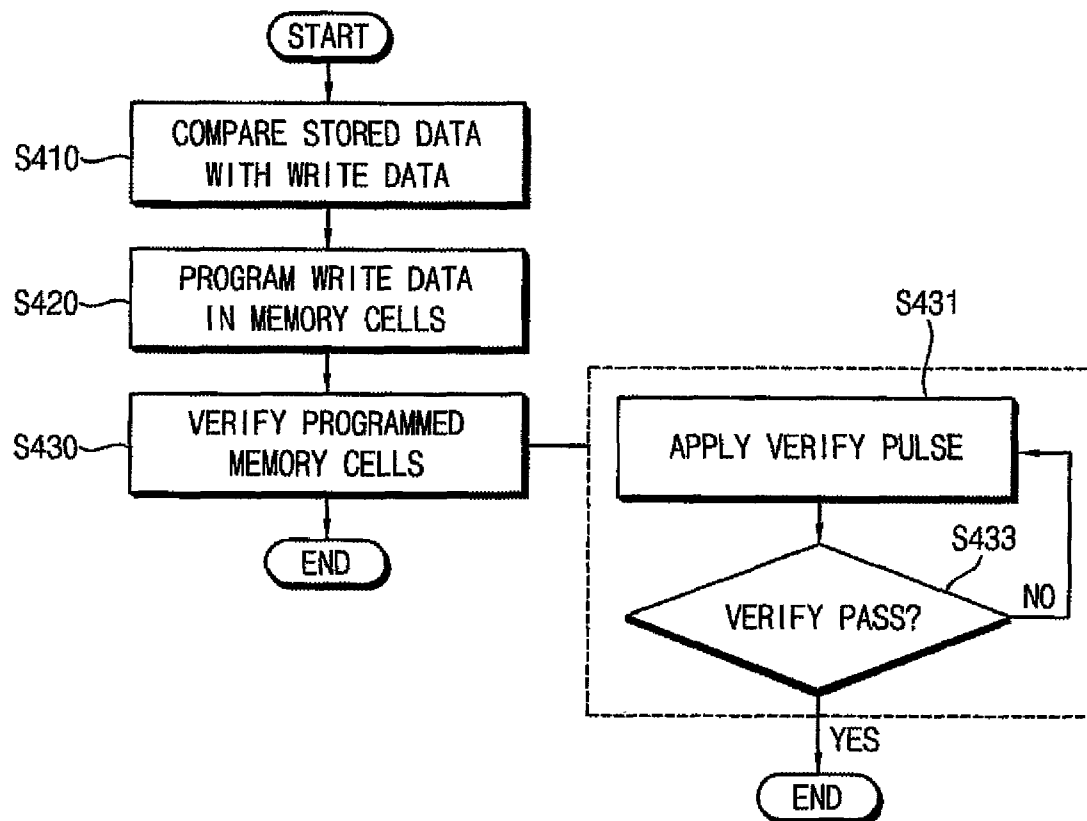 START
S410
COMPARE STORED DATA
WITH WRITE DATA
S420
PROGRAM WRITE DATA
IN MEMORY CELLS
S430
VERIFY PROGRAMMED
MEMORY CELLS
END
S431
APPLY VERIFY PULSE
S433
VERIFY PASS?
NO
YES
END